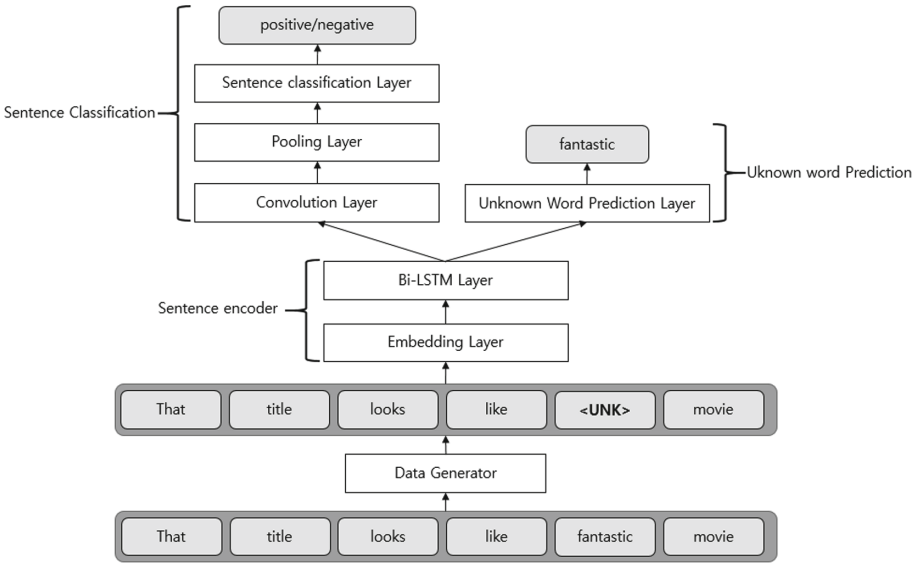 positive/negative
Sentence classification Layer
Sentence Classification
Pooling Layer
fantastic
Uknown word Prediction
Convolution Layer
Unknown Word Prediction Layer
Bi-LSTM Layer
Sentence encoder
Embedding Layer
That title looks like <UNK> movie
Data Generator
That title looks like fantastic movie